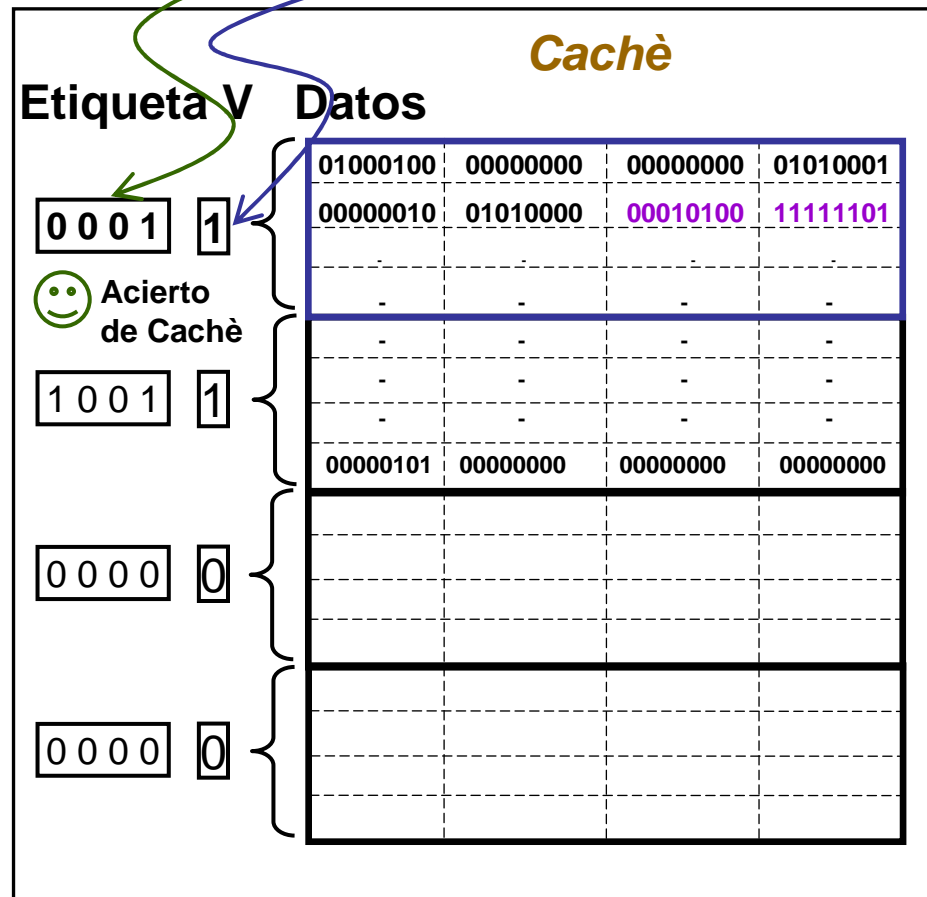 Cachè
Etiqueta V Datos
01000100 00000000 00000000 01010001
0 0 0 1 1 00000010 01010000 00010100 11111101
- - - -
Acierto
de Cachè
- - - -
- - - -
1 0 0 1 1 - - - -
- - - -
00000101 00000000 00000000 00000000
0 0 0 0 0
0 0 0 0 0